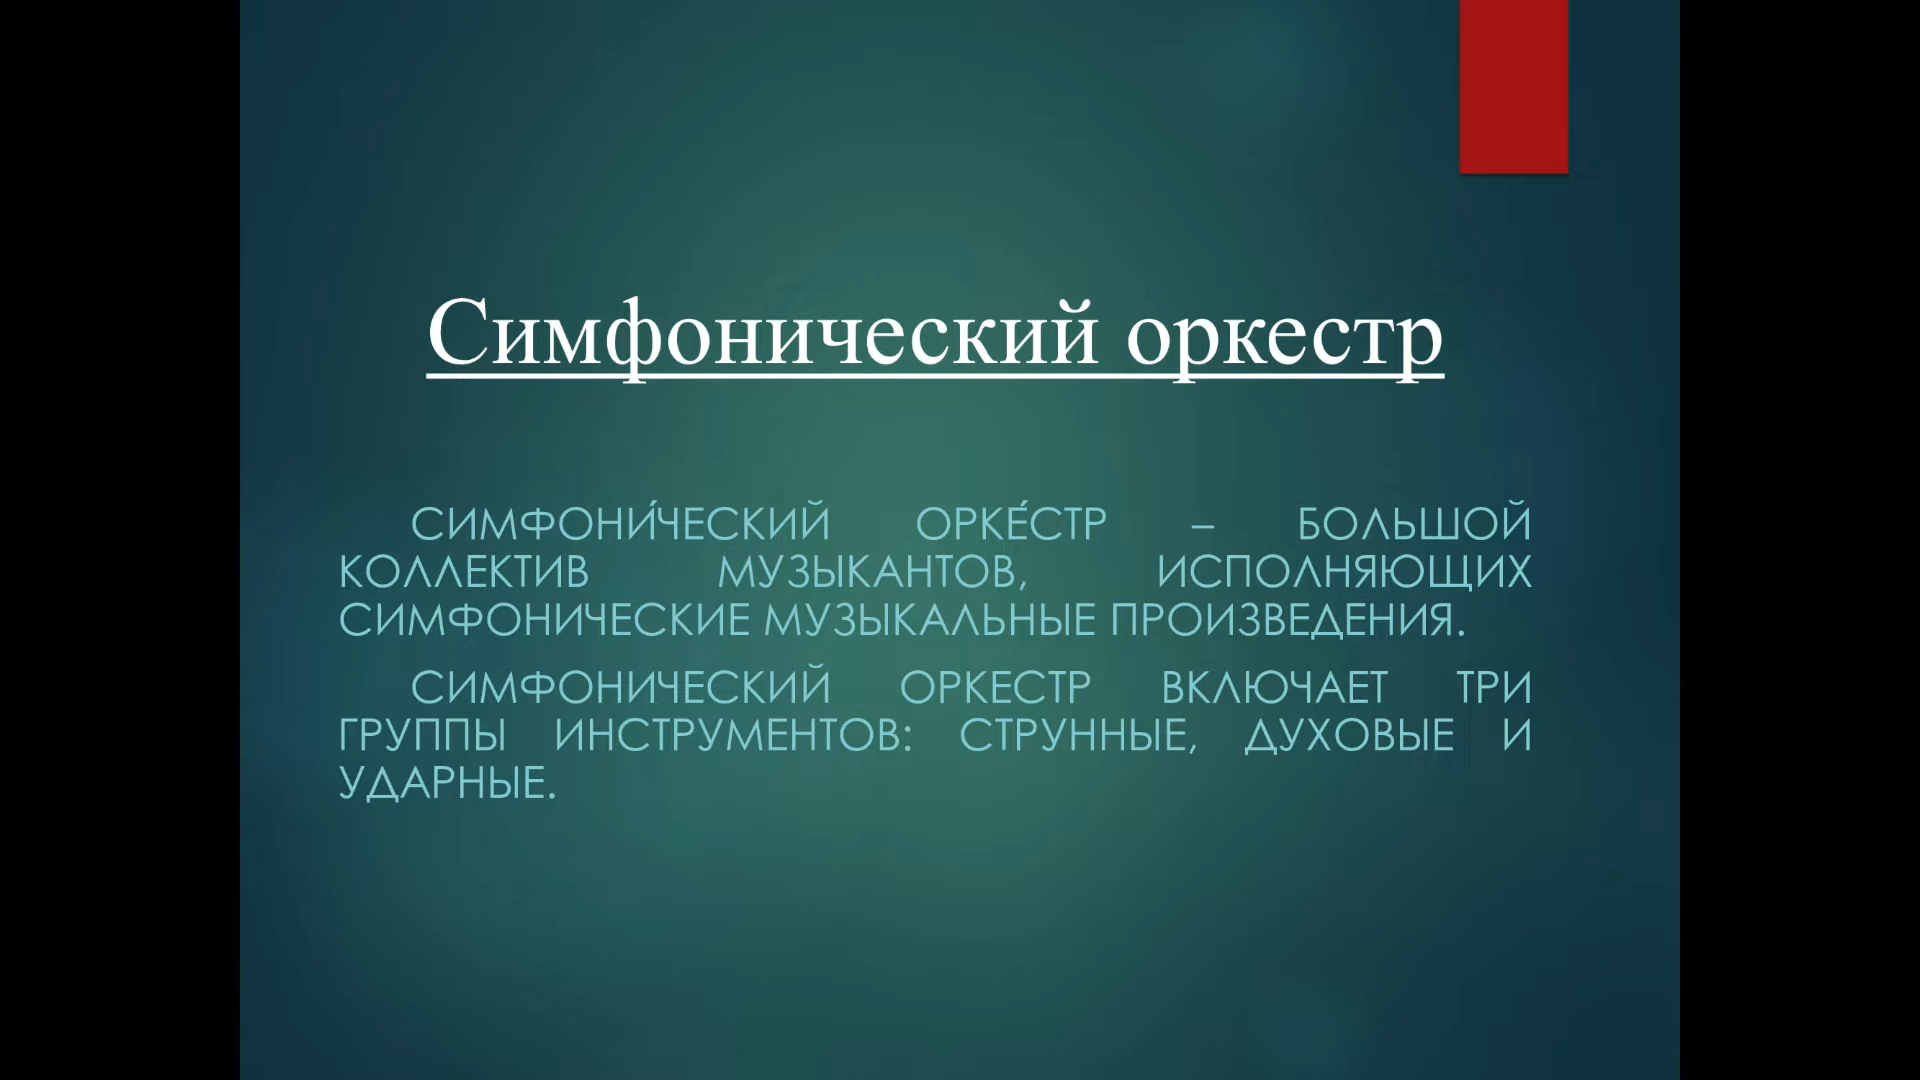 Симфонический оркестр
СИМФОНИ́ЧЕСКИЙ ОРКЕ́СТР – БОЛЬШОЙ
КОЛЛЕКТИВ МУЗЫКАНТОВ, ИСПОЛНЯЮЩИХ
СИМФОНИЧЕСКИЕ МУЗЫКАЛЬНЫЕ ПРОИЗВЕДЕНИЯ.
СИМФОНИЧЕСКИЙ ОРКЕСТР ВКЛЮЧАЕТ ТРИ
ГРУППЫ ИНСТРУМЕНТОВ: СТРУННЫЕ, ДУХОВЫЕ И
УДАРНЫЕ.